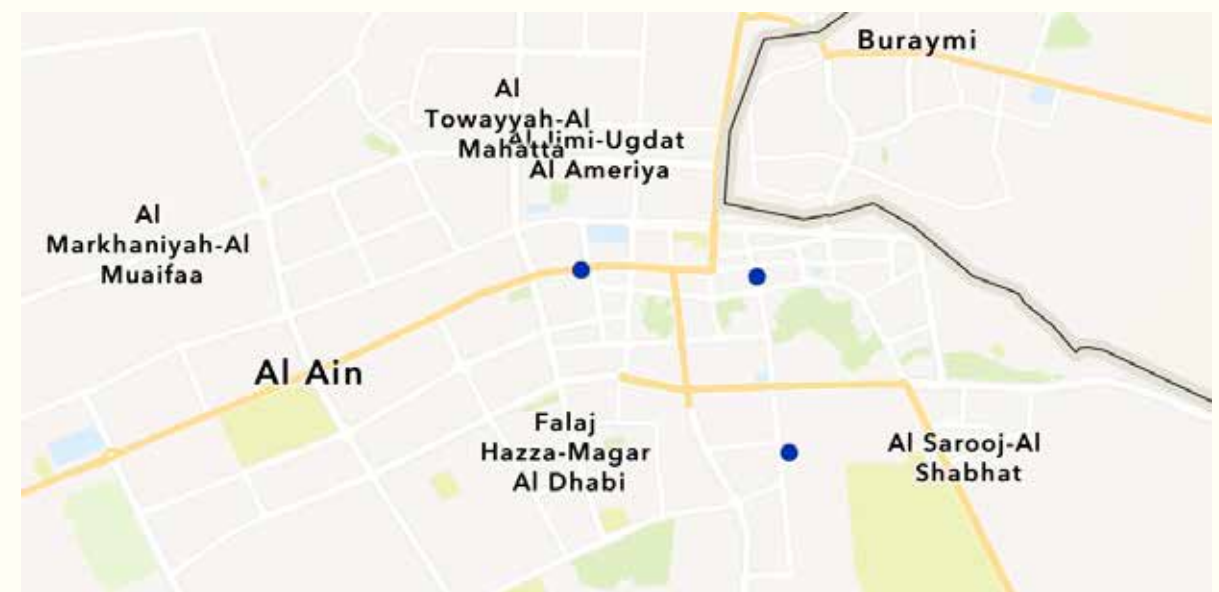 Buraymi
Al
Towayyah-Al
Mahatta
Al Jimi-Ugdat
Al Ameriya
Al
Markhaniyah-Al
Muaifaa
Al Ain
Falaj
Hazza-Magar
Al Dhabi
Al Sarooj-Al
Shabhat